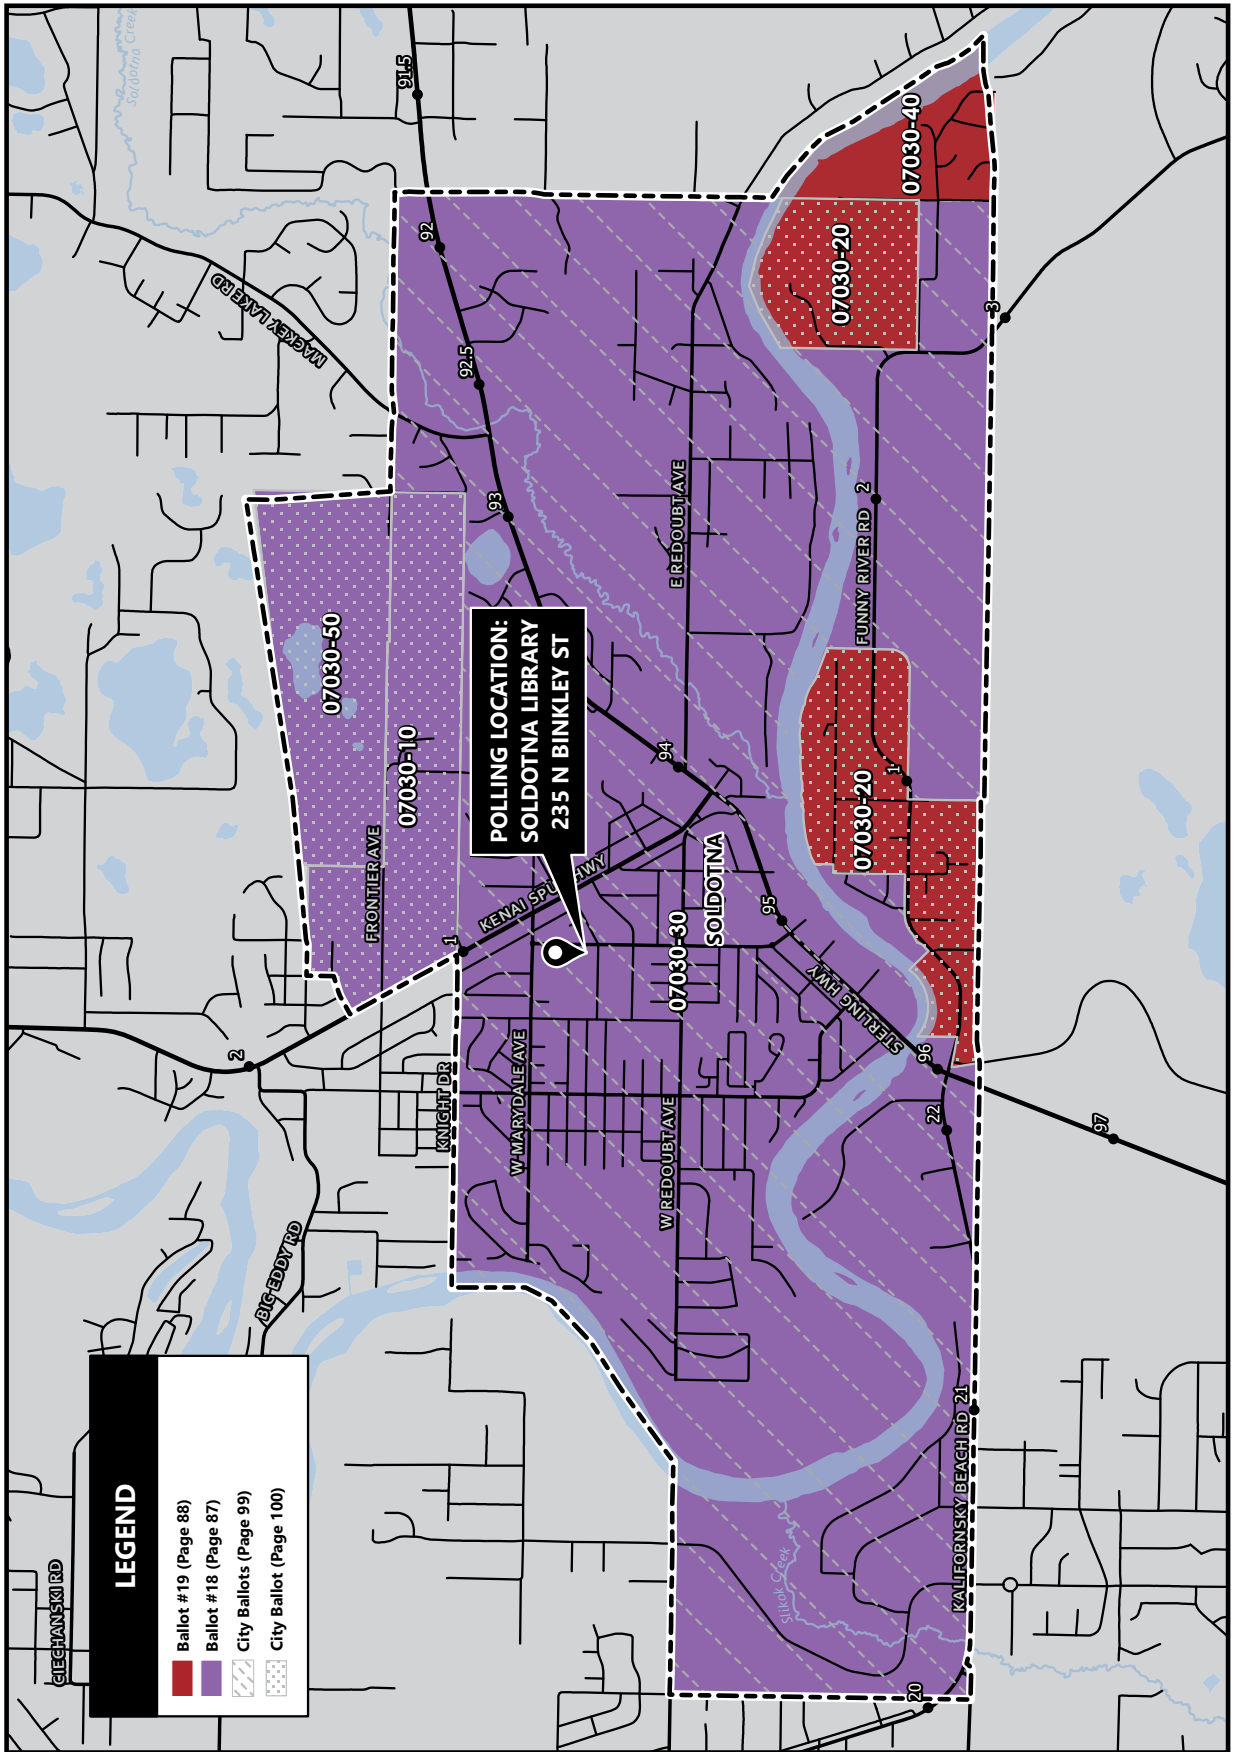 LEGEND
Ballot #19 (Page 88)
Ballot #18 (Page 87)
City Ballots (Page 99)
City Ballot (Page 100)
POLLING LOCATION:
SOLDOTNA LIBRARY
235 N BINKLEY ST
CIECHANSKI RD
BIG EDDY RD
MACKEY LAKE RD
Soldotna Creek
91.5
92
92.5
93
94
95
96
97
2
1
FRONTIER AVE
07030-50
07030-10
KNIGHT DR
KENAI SPUR HWY
W MARYDALE AVE
W REDOUBT AVE
E REDOUBT AVE
07030-30
SOLDOTNA
STERLING HWY
FUNNY RIVER RD
07030-20
07030-20
07030-40
1
2
3
22
21
20
KALIFORNSKY BEACH RD
Slikok Creek